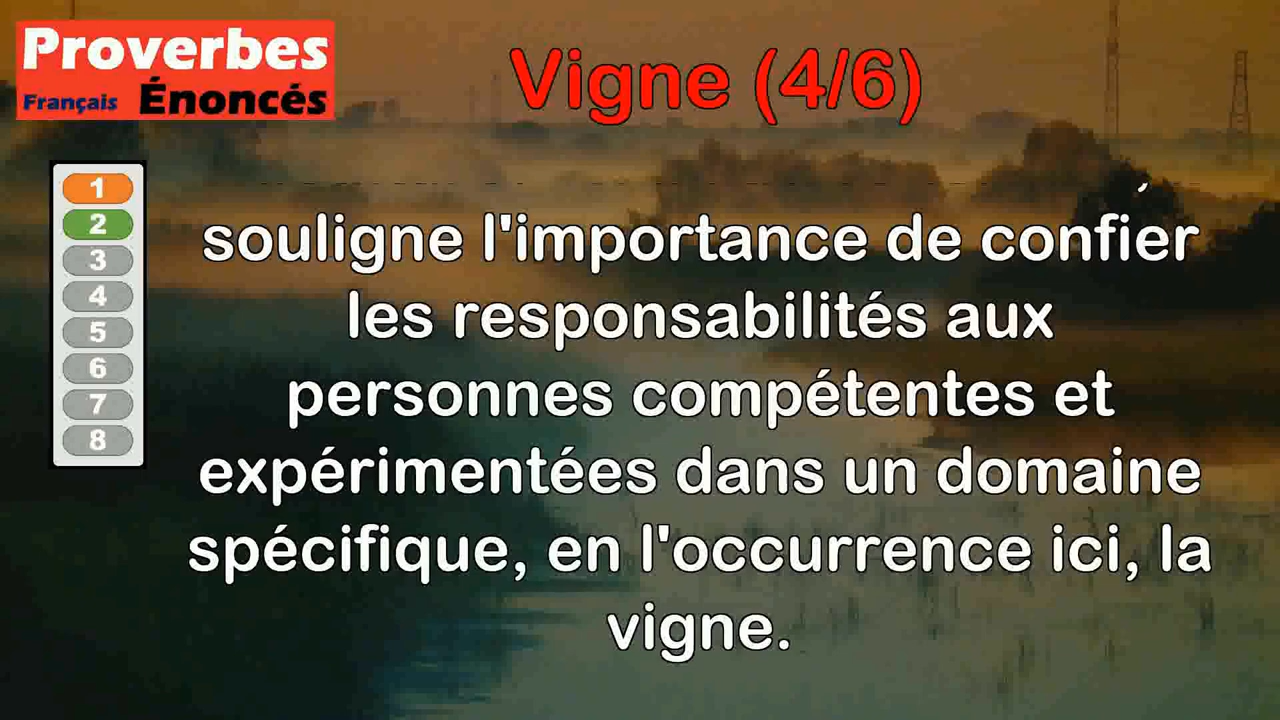 Proverbes
Français Énoncés
Vigne (4/6)
1
2
3
4
5
6
7
8
souligne l'importance de confier
les responsabilités aux
personnes compétentes et
expérimentées dans un domaine
spécifique, en l'occurrence ici, la
vigne.